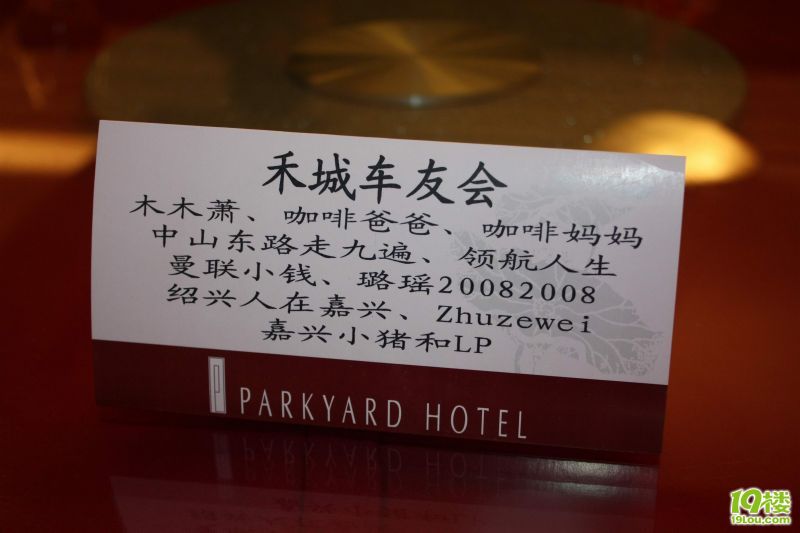 禾城车友会
木木萧、咖啡爸爸、咖啡妈妈
中山东路走九遍、领航人生
曼联小钱、璐瑶20082008
绍兴人在嘉兴、Zhuzewei
嘉兴小猪和LP
PARKYARD HOTEL
19楼
19lou.com